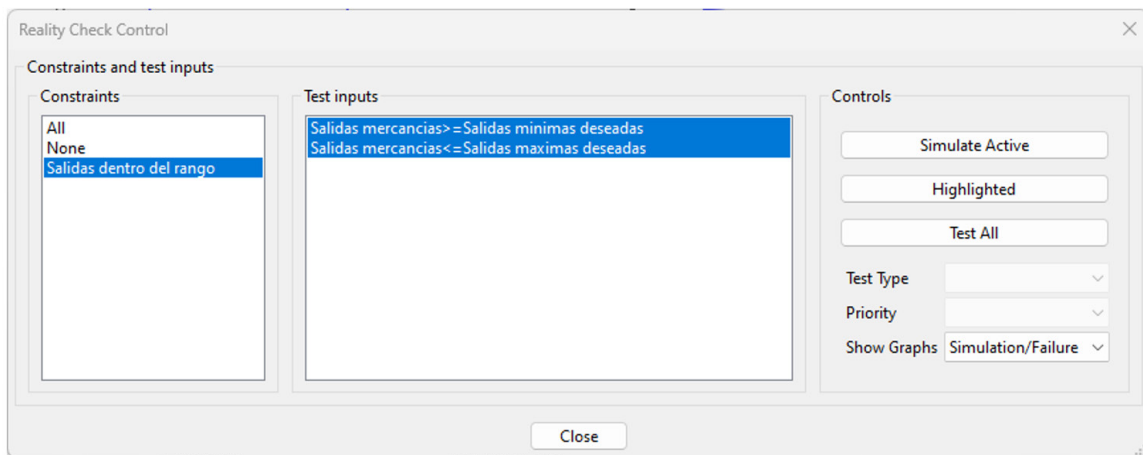 Reality Check Control
Constraints and test inputs
Constraints
All
None
Salidas dentro del rango
Test inputs
Salidas mercancias>=Salidas minimas deseadas
Salidas mercancias<=Salidas maximas deseadas
Controls
Simulate Active
Highlighted
Test All
Test Type
Priority
Show Graphs Simulation/Failure
Close